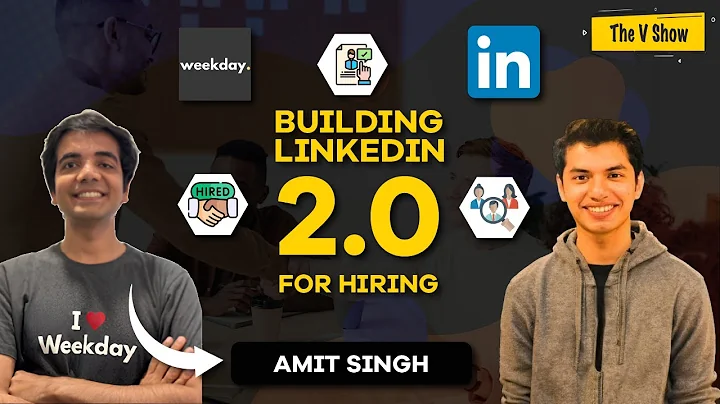 weekday.
in
The V Show
BUILDING
LINKEDIN
2.0
FOR HIRING
HIRED
I ❤
Weekday
AMIT SINGH